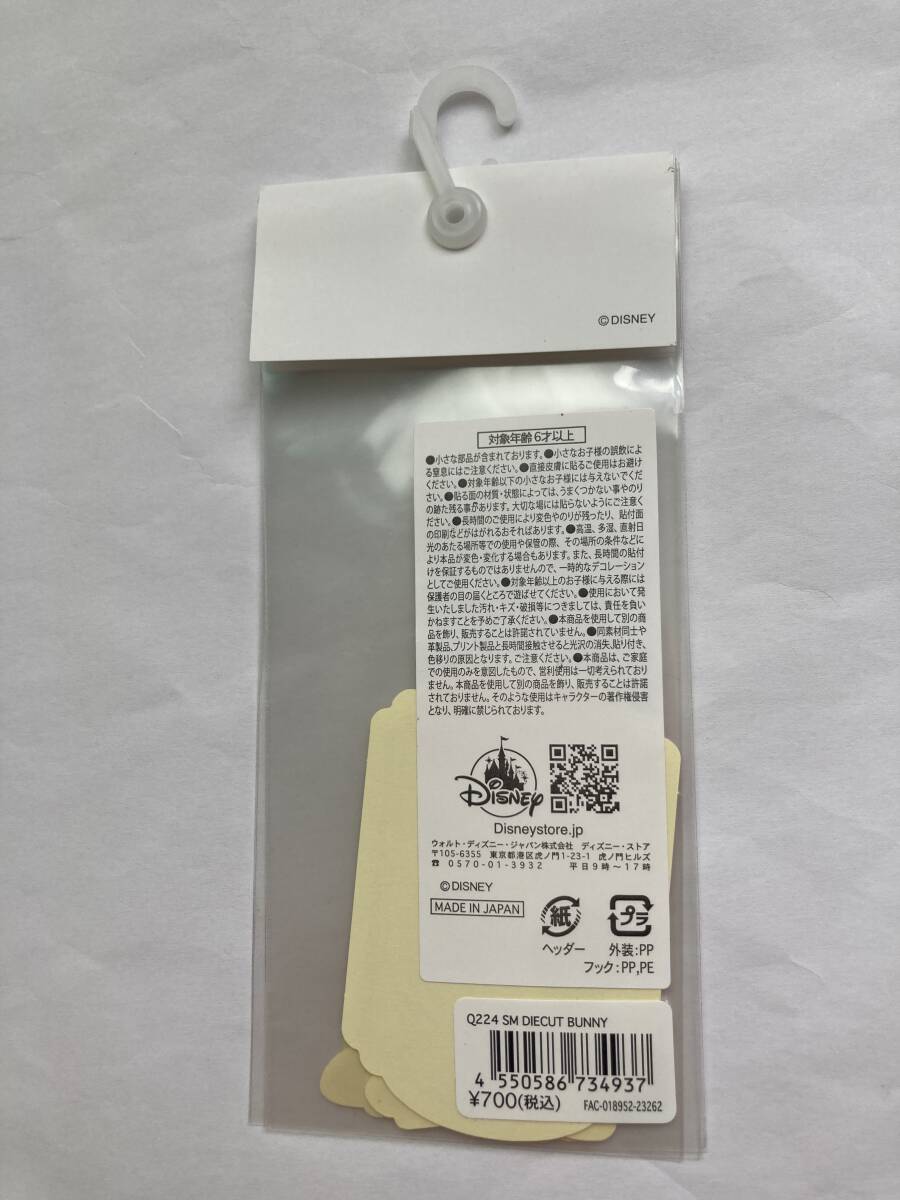 ©DISNEY
対象年齢6才以上
●小さな部品が含まれております。●小さなお子様の誤飲によ
る窒息にはご注意ください。●直接皮膚に貼るご使用はお避け
ください。●対象年齢以下の小さなお子様には与えないでくだ
さい。●貼る面の材質・状態によっては、うまくつかない事やのり
の跡た残る事があります。大切な場には貼らないようにご注意く
ださい。●長時間のご使用により変色やのりが残ったり、貼付面
の印刷などがはがれるおそればあります。●高温、多湿、直射日
光のあたる場所等での使用や保管の際、その場所の条件などに
より本品が変色・変化する場合もあります。また、長時間の貼付
けを保証するものではありませんので、一時的なデコレーション
としてご使用ください。●対象年齢以上のお子様に与える際には
保護者の目の届くところで遊ばせてください。●使用において発
生いたしました汚れ・キズ・破損等につきましては、責任を負い
かねますことを予めご了承ください。●本商品を使用して別の商
品を飾り、販売することは許諾されていません。●同素材同士や
革製品、プリント製品と長時間接触させると光沢の消失、貼り付き、
色移りの原因となります。ご注意ください。●本商品は、ご家庭
での使用のみを意図したもので、営利使用は一切考えられており
ません。本商品を使用して別の商品を飾り、販売することは許諾
されておりません。そのような使用はキャラクターの著作権侵害
となり、明確に禁じられております。
Disney
Disneystore.jp
ウォルト・ディズニー・ジャパン株式会社 ディズニー・ストア
〒105-6355 東京都港区虎ノ門1-23-1 虎ノ門ヒルズ
☎ 0570-01-3932 平日9時～17時
©DISNEY
MADE IN JAPAN
紙 プラ
ヘッダー 外装:PP
フック:PP,PE
Q224 SM DIECUT BUNNY
4 550586 734937
¥700(税込) FAC-018952-23262